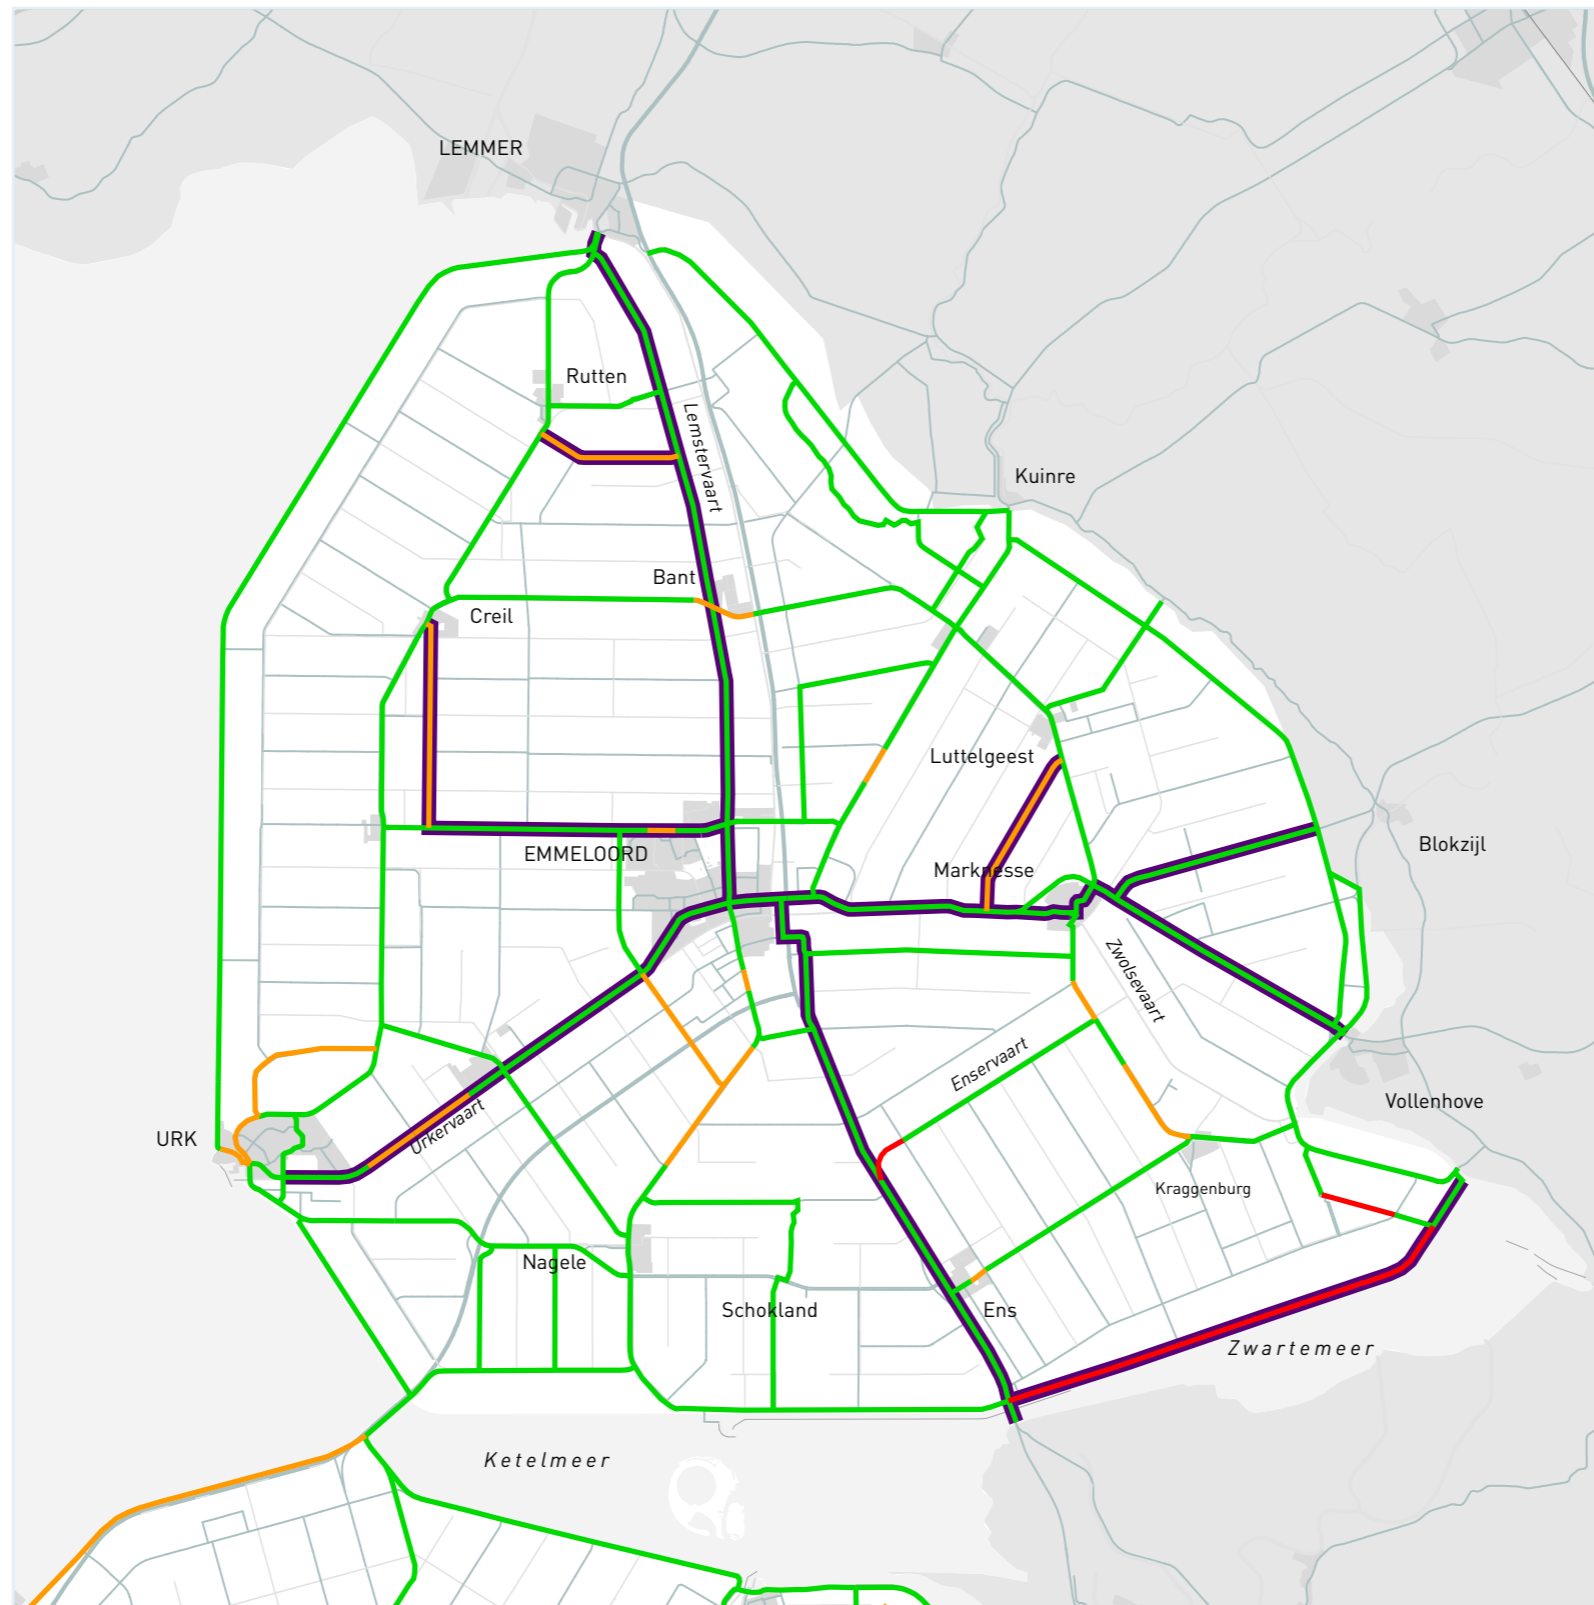 LEMMER
Rutten
Lemstervaart
Kuinre
Bant
Creil
Luttelgeest
EMMELOORD
Blokzijl
Marknesse
Zwolsevaart
Enservaart
Urkervaart
URK
Vollenhove
Kraggenburg
Nagele
Schokland
Ens
Zwartemeer
Ketelmeer